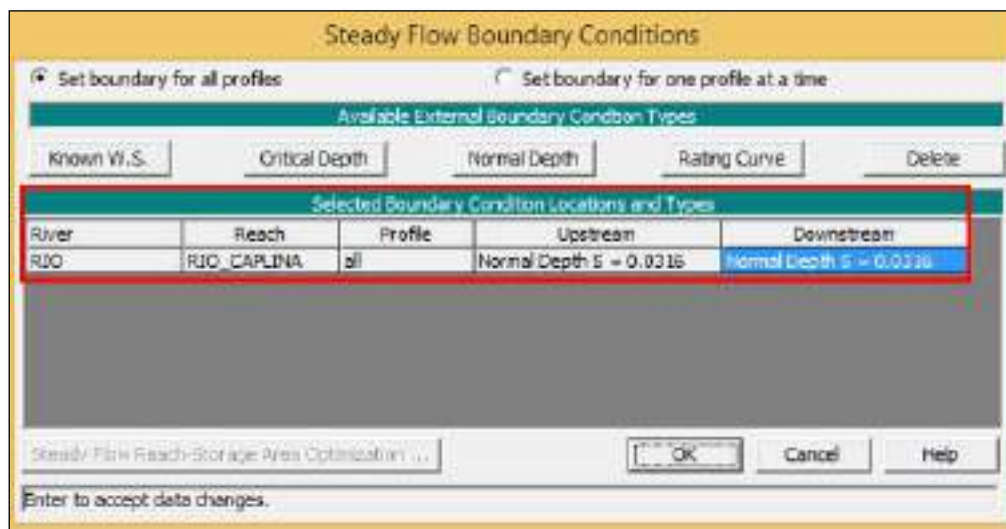 Steady Flow Boundary Conditions
Set boundary for all profiles
Set boundary for one profile at a time
Available External Boundary Condtion Types
Known W.S. Critical Depth Normal Depth Rating Curve Delete
Selected Boundary Condition Locations and Types
River Reach Profile Upstream Downstream
RIO RIO_CAPLINA all Normal Depth S = 0.0316 Normal Depth S =
Steady Flow Reach-Storage Area Optimization ... OK Cancel Help
Enter to accept data changes.